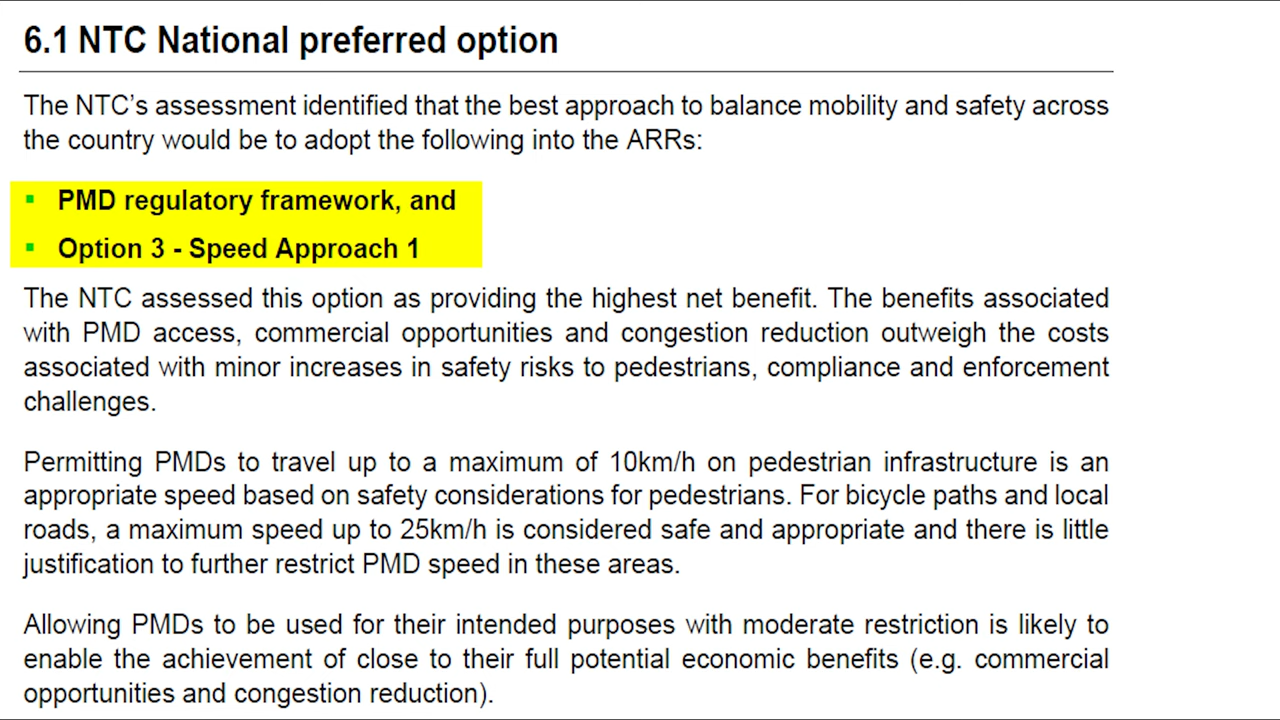 6.1 NTC National preferred option
The NTC's assessment identified that the best approach to balance mobility and safety across
the country would be to adopt the following into the ARRs:
▪ PMD regulatory framework, and
▪ Option 3 - Speed Approach 1
The NTC assessed this option as providing the highest net benefit. The benefits associated
with PMD access, commercial opportunities and congestion reduction outweigh the costs
associated with minor increases in safety risks to pedestrians, compliance and enforcement
challenges.
Permitting PMDs to travel up to a maximum of 10km/h on pedestrian infrastructure is an
appropriate speed based on safety considerations for pedestrians. For bicycle paths and local
roads, a maximum speed up to 25km/h is considered safe and appropriate and there is little
justification to further restrict PMD speed in these areas.
Allowing PMDs to be used for their intended purposes with moderate restriction is likely to
enable the achievement of close to their full potential economic benefits (e.g. commercial
opportunities and congestion reduction).